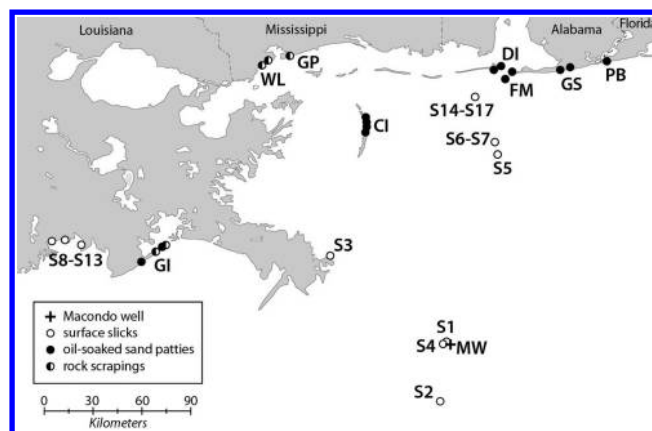 Louisiana
Mississippi
Alabama
Florida
WL
GP
DI
FM
GS
PB
S14-S17
CI
S6-S7
S5
S3
S8-S13
GI
S1
S4
MW
S2
Macondo well
surface slicks
oil-soaked sand patties
rock scrapings
0 30 60 90
Kilometers